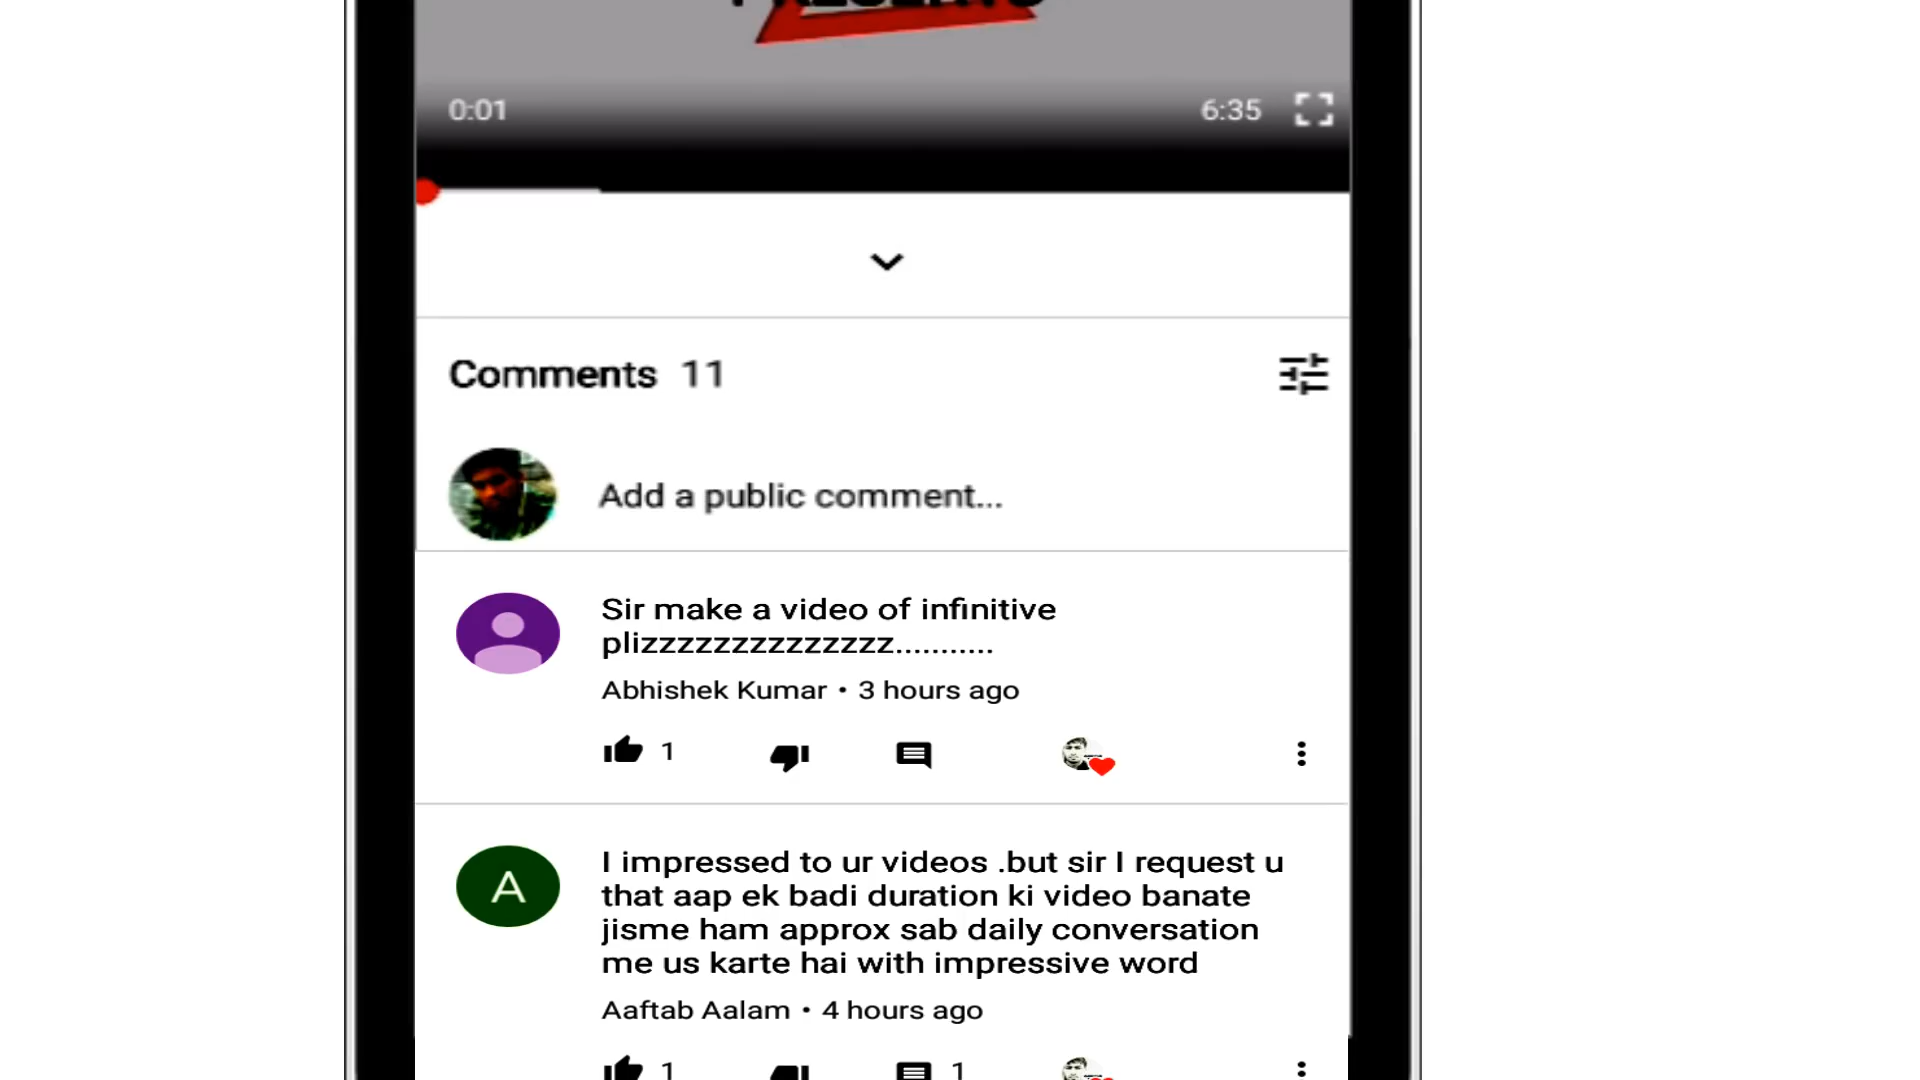 0:01
6:35
Comments 11
Add a public comment...
Sir make a video of infinitive
plizzzzzzzzzzzzzz...........
Abhishek Kumar • 3 hours ago
1
A
I impressed to ur videos .but sir I request u
that aap ek badi duration ki video banate
jisme ham approx sab daily conversation
me us karte hai with impressive word
Aaftab Aalam • 4 hours ago
1 1